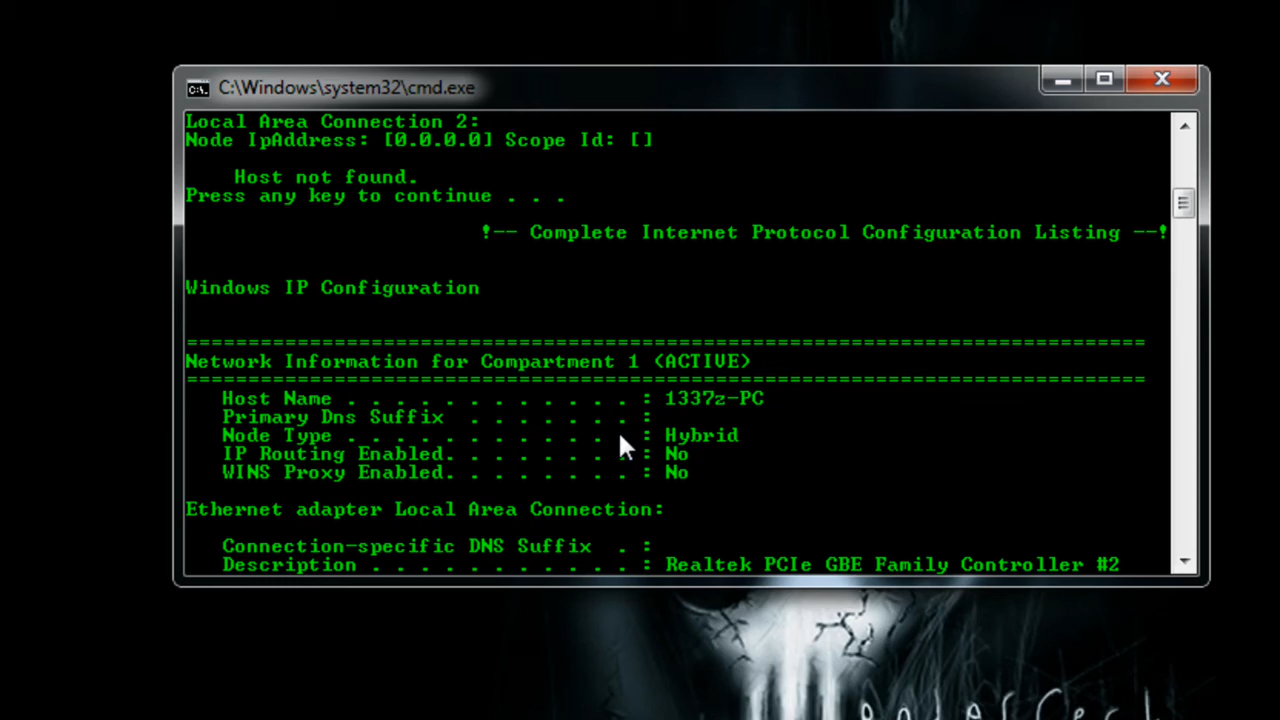 C:\Windows\system32\cmd.exe
Local Area Connection 2:
Node IpAddress: [0.0.0.0] Scope Id: []
Host not found.
Press any key to continue . . .
!-- Complete Internet Protocol Configuration Listing --!
Windows IP Configuration
==============================================================================
Network Information for Compartment 1 (ACTIVE)
==============================================================================
Host Name . . . . . . . . . . . . : 1337z-PC
Primary Dns Suffix  . . . . . . . :
Node Type . . . . . . . . . . . . : Hybrid
IP Routing Enabled. . . . . . . . : No
WINS Proxy Enabled. . . . . . . . : No
Ethernet adapter Local Area Connection:
Connection-specific DNS Suffix  . :
Description . . . . . . . . . . . : Realtek PCIe GBE Family Controller #2